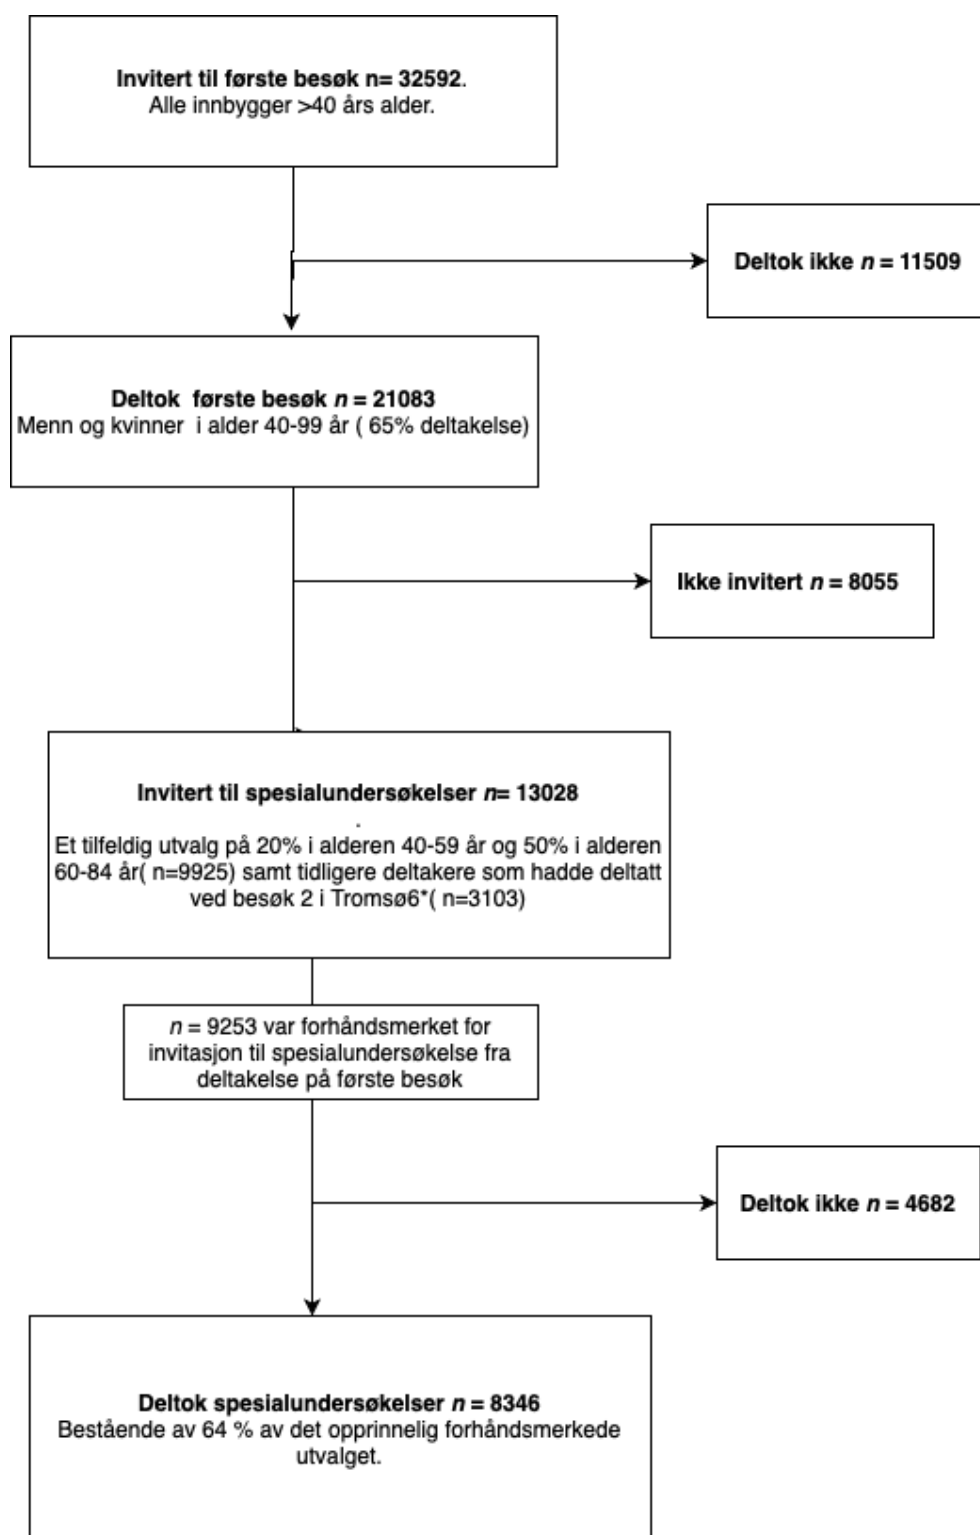 Invitert til første besøk n= 32592.
Alle innbygger >40 års alder.
Deltok ikke n = 11509
Deltok  første besøk n = 21083
Menn og kvinner  i alder 40-99 år ( 65% deltakelse)
Ikke invitert n = 8055
Invitert til spesialundersøkelser n= 13028
.
Et tilfeldig utvalg på 20% i alderen 40-59 år og 50% i alderen
60-84 år( n=9925) samt tidligere deltakere som hadde deltatt
ved besøk 2 i Tromsø6*( n=3103)
n = 9253 var forhåndsmerket for
invitasjon til spesialundersøkelse fra
deltakelse på første besøk
Deltok ikke n = 4682
Deltok spesialundersøkelser n = 8346
Bestående av 64 % av det opprinnelig forhåndsmerkede
utvalget.